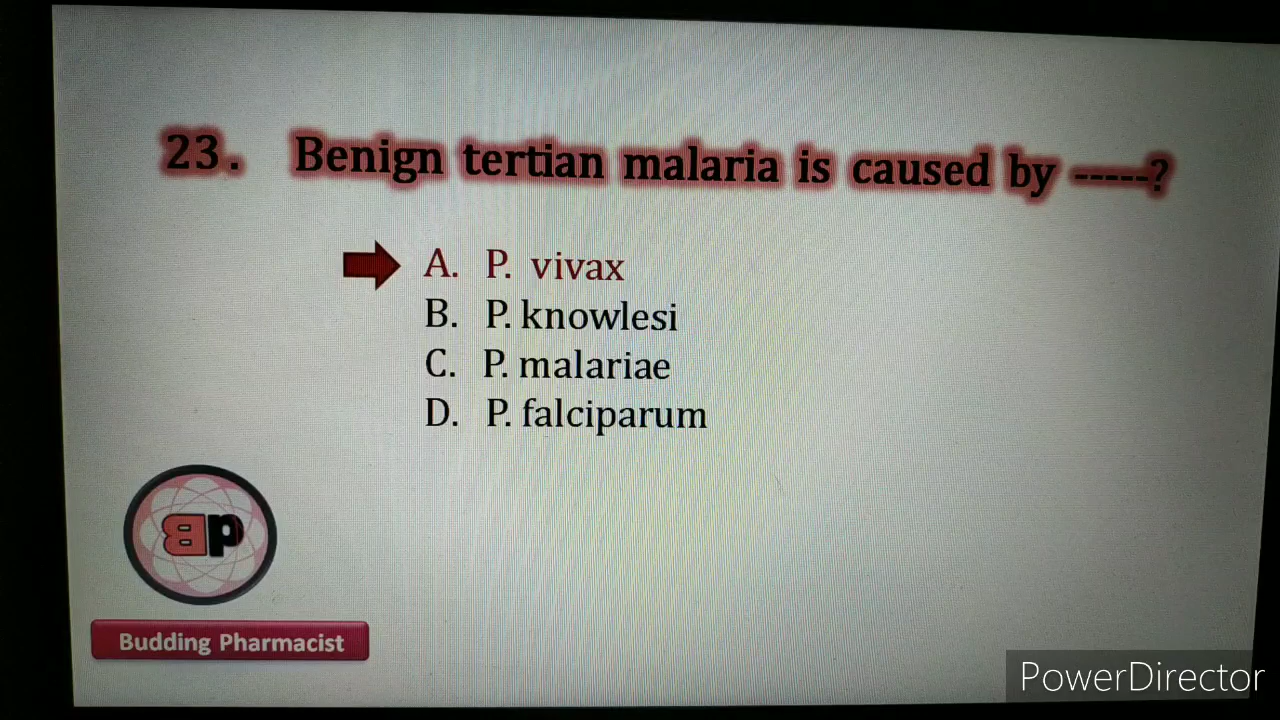 23. Benign tertian malaria is caused by -----?
A. P. vivax
B. P. knowlesi
C. P. malariae
D. P. falciparum
BP
Budding Pharmacist
PowerDirector